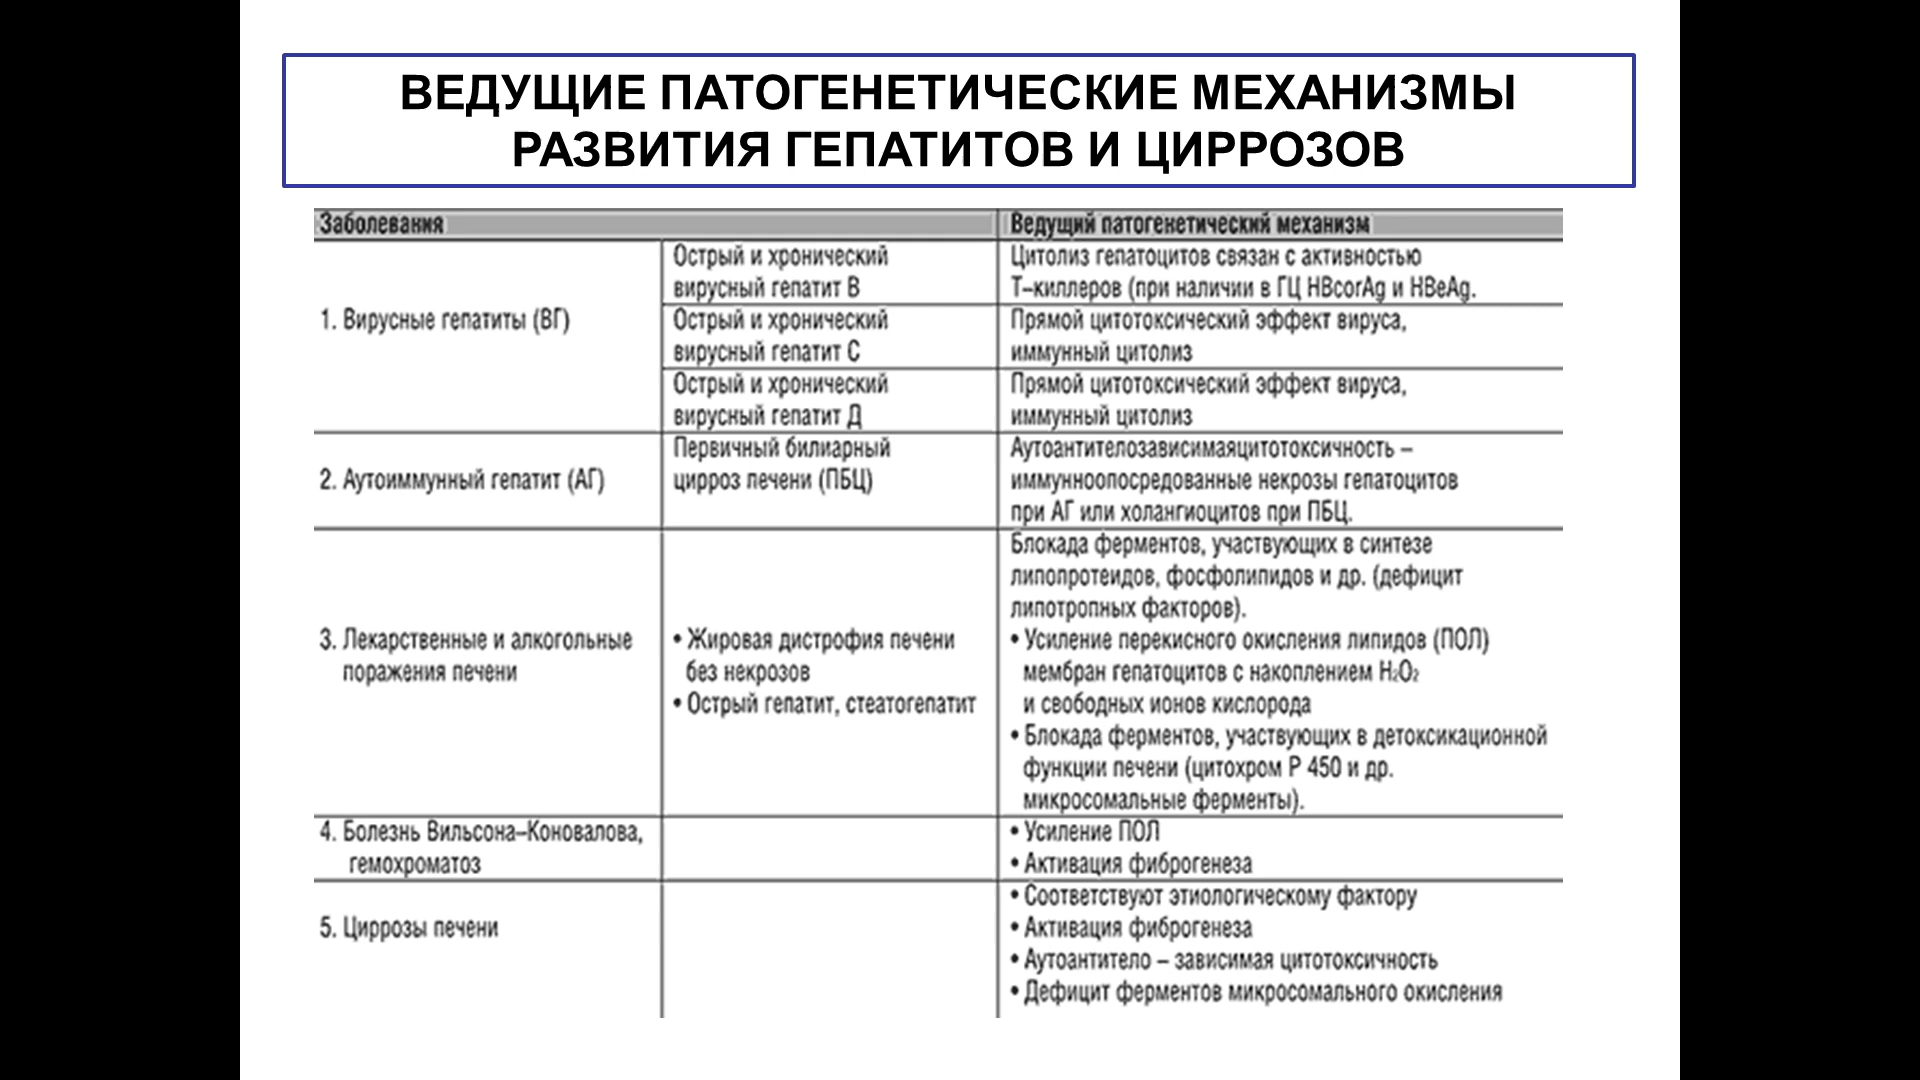 ВЕДУЩИЕ ПАТОГЕНЕТИЧЕСКИЕ МЕХАНИЗМЫ
РАЗВИТИЯ ГЕПАТИТОВ И ЦИРРОЗОВ
Заболевания
Ведущий патогенетический механизм
1. Вирусные гепатиты (ВГ)
Острый и хронический
вирусный гепатит В
Цитолиз гепатоцитов связан с активностью
Т–киллеров (при наличии в ГЦ HBcorAg и HBeAg.
Острый и хронический
вирусный гепатит С
Прямой цитотоксический эффект вируса,
иммунный цитолиз
Острый и хронический
вирусный гепатит Д
Прямой цитотоксический эффект вируса,
иммунный цитолиз
2. Аутоиммунный гепатит (АГ)
Первичный билиарный
цирроз печени (ПБЦ)
Аутоантителозависимаяцитотоксичность –
иммунноопосредованные некрозы гепатоцитов
при АГ или холангиоцитов при ПБЦ.
3. Лекарственные и алкогольные
поражения печени
• Жировая дистрофия печени
без некрозов
• Острый гепатит, стеатогепатит
Блокада ферментов, участвующих в синтезе
липопротеидов, фосфолипидов и др. (дефицит
липотропных факторов).
• Усиление перекисного окисления липидов (ПОЛ)
мембран гепатоцитов с накоплением H₂O₂
и свободных ионов кислорода
• Блокада ферментов, участвующих в детоксикационной
функции печени (цитохром Р 450 и др.
микросомальные ферменты).
4. Болезнь Вильсона–Коновалова,
гемохроматоз
• Усиление ПОЛ
• Активация фиброгенеза
5. Циррозы печени
• Соответствуют этиологическому фактору
• Активация фиброгенеза
• Аутоантитело – зависимая цитотоксичность
• Дефицит ферментов микросомального окисления